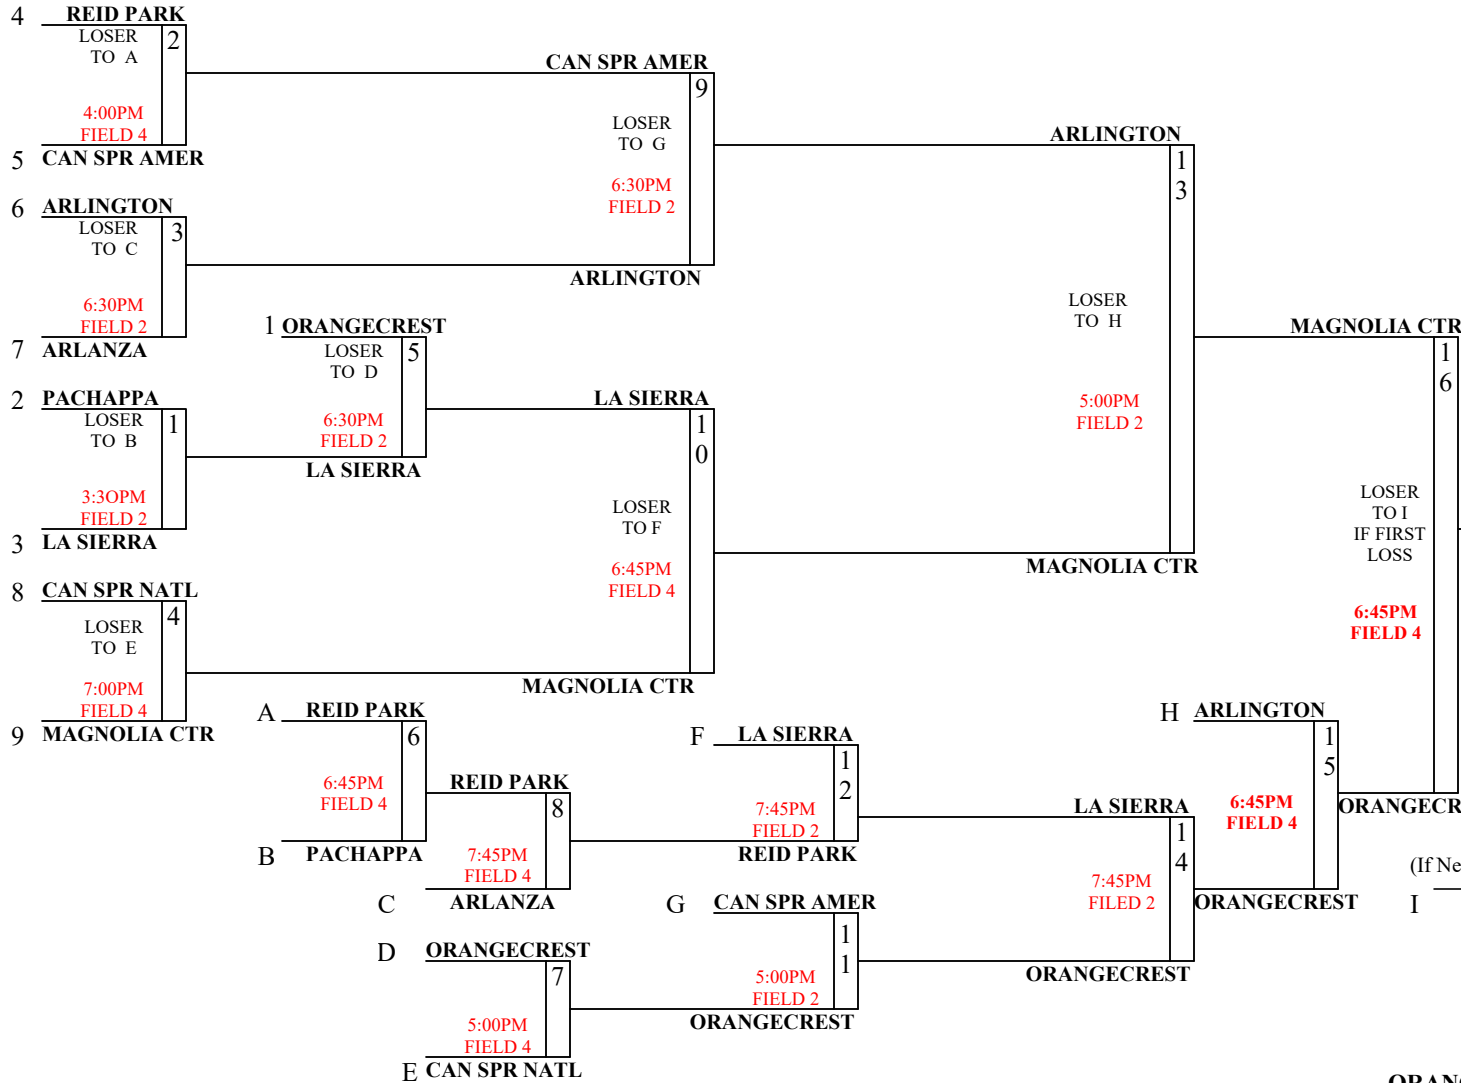 4 REID PARK
LOSER
TO A
2
4:00PM
FIELD 4
5 CAN SPR AMER
CAN SPR AMER
9
LOSER
TO G
6:30PM
FIELD 2
ARLINGTON
6 ARLINGTON
LOSER
TO C
3
6:30PM
FIELD 2
7 ARLANZA
1 ORANGECREST
LOSER
TO D
5
6:30PM
FIELD 2
LA SIERRA
2 PACHAPPA
LOSER
TO B
1
3:3OPM
FIELD 2
3 LA SIERRA
LA SIERRA
1
0
LOSER
TO F
6:45PM
FIELD 4
MAGNOLIA CTR
8 CAN SPR NATL
LOSER
TO E
4
7:00PM
FIELD 4
9 MAGNOLIA CTR
ARLINGTON
1
3
LOSER
TO H
5:00PM
FIELD 2
MAGNOLIA CTR
MAGNOLIA CTR
1
6
LOSER
TO I
IF FIRST
LOSS
6:45PM
FIELD 4
ORANGECR
A REID PARK
6
6:45PM
FIELD 4
B PACHAPPA
REID PARK
8
7:45PM
FIELD 4
C ARLANZA
D ORANGECREST
7
5:00PM
FIELD 4
E CAN SPR NATL
F LA SIERRA
1
2
7:45PM
FIELD 2
REID PARK
G CAN SPR AMER
1
1
5:00PM
FIELD 2
ORANGECREST
LA SIERRA
1
4
7:45PM
FILED 2
ORANGECREST
H ARLINGTON
1
5
6:45PM
FIELD 4
ORANGECREST
(If Ne
I